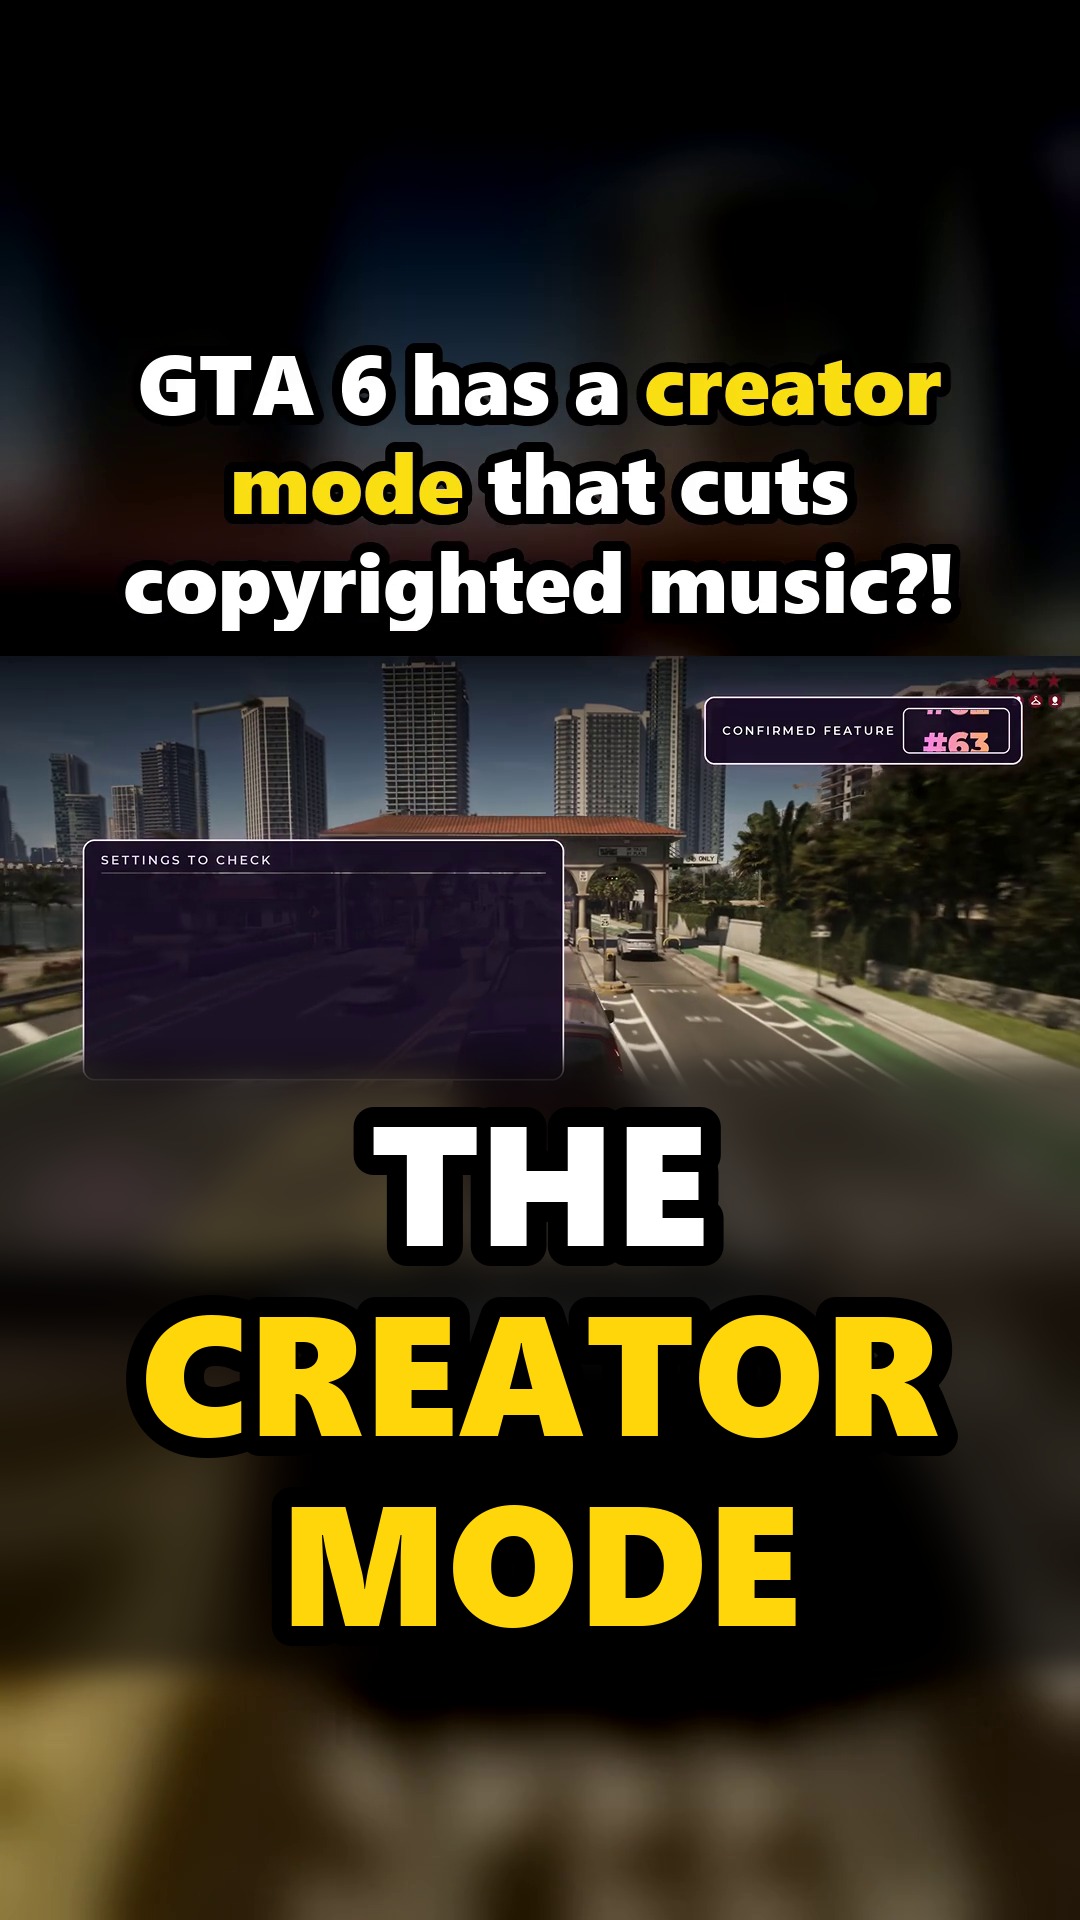 GTA 6 has a creator
mode that cuts
copyrighted music?!
CONFIRMED FEATURE
#63
SETTINGS TO CHECK
ONLY
25
THE
CREATOR
MODE